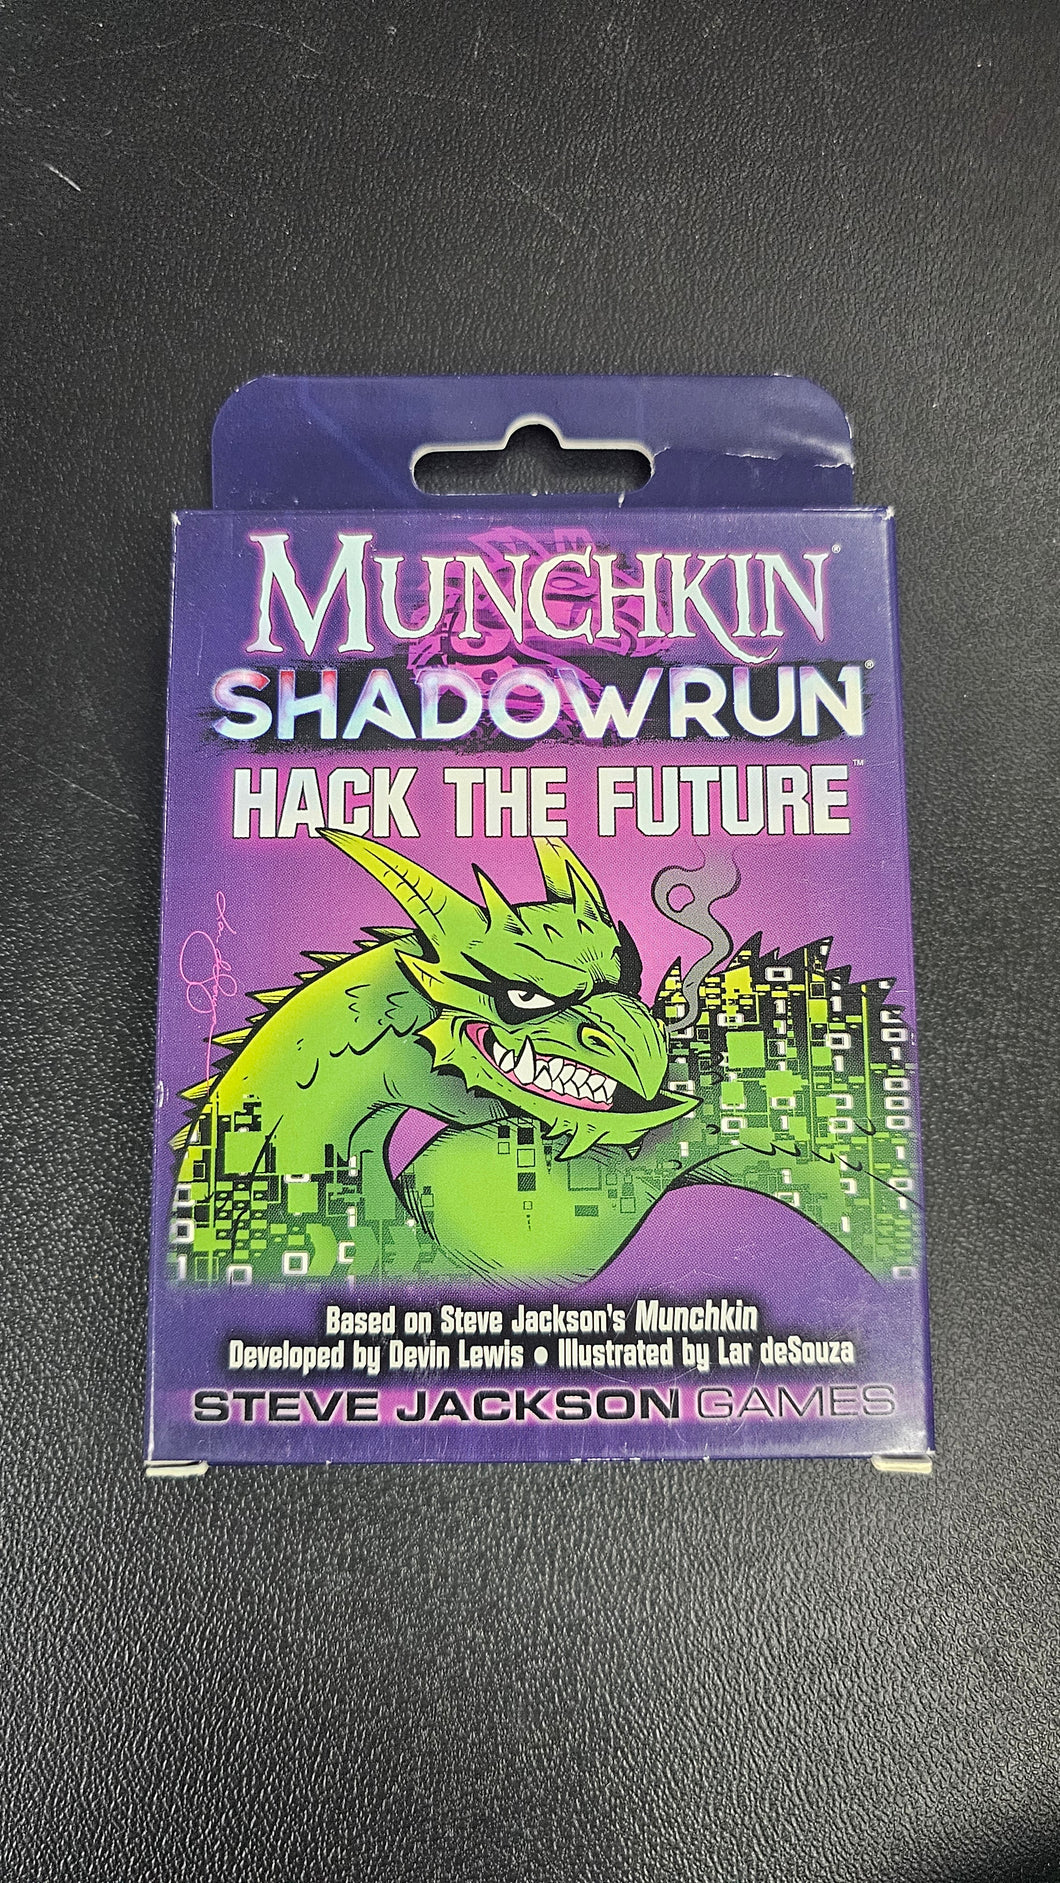 MUNCHKIN®
SHADOWRUN®
HACK THE FUTURE™
Based on Steve Jackson's Munchkin
Developed by Devin Lewis • Illustrated by Lar deSouza
STEVE JACKSON GAMES